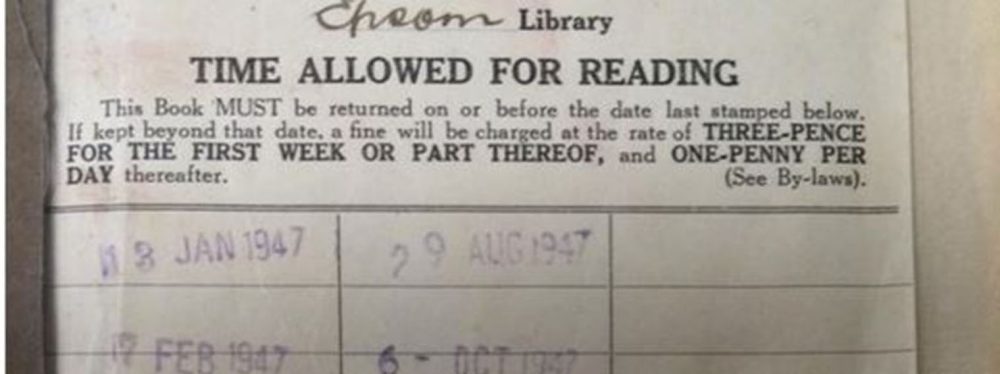 Epsom Library
TIME ALLOWED FOR READING
This Book MUST be returned on or before the date last stamped below.
If kept beyond that date, a fine will be charged at the rate of THREE-PENCE
FOR THE FIRST WEEK OR PART THEREOF, and ONE-PENNY PER
DAY thereafter. (See By-laws).
13 JAN 1947 29 AUG 1947
17 FEB 1947 6 - OCT 1947